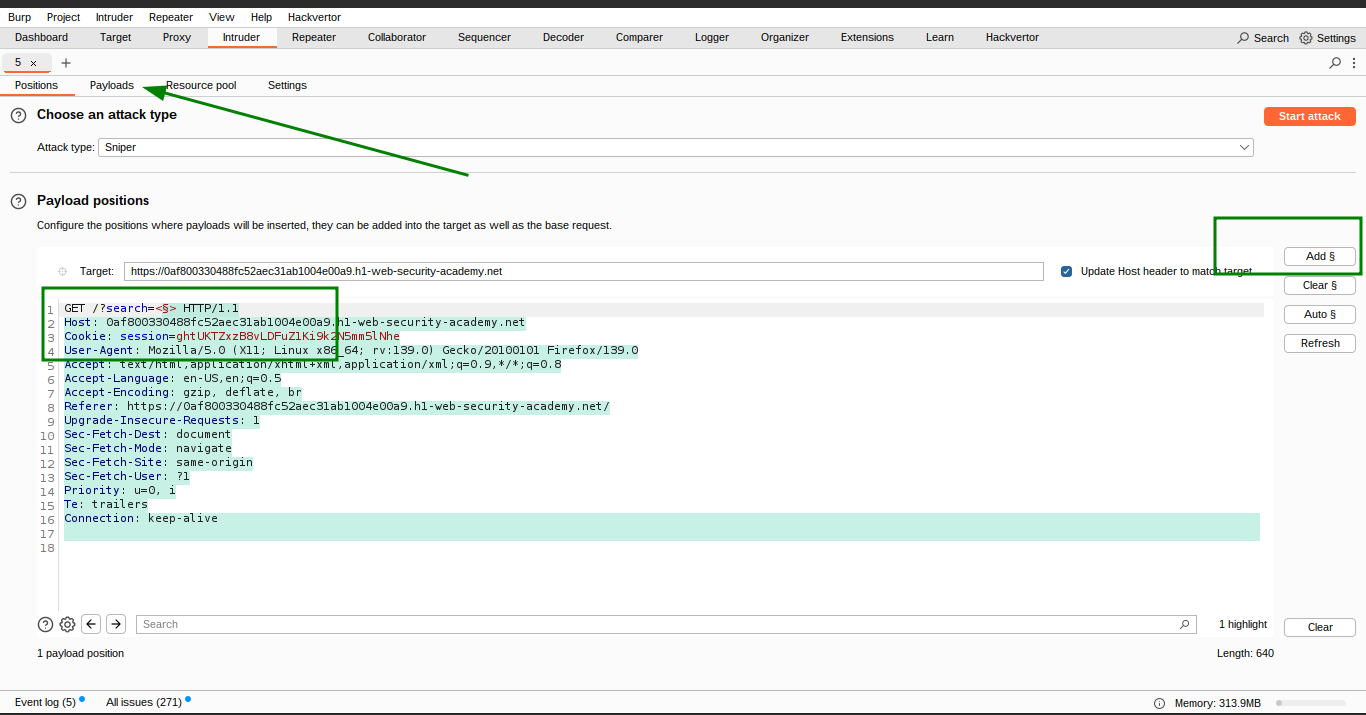 Burp Project Intruder Repeater View Help Hackvertor
Dashboard Target Proxy Intruder Repeater Collaborator Sequencer Decoder Comparer Logger Organizer Extensions Learn Hackvertor Search Settings
5 × +
Positions Payloads Resource pool Settings
? Choose an attack type Start attack
Attack type: Sniper
? Payload positions
Configure the positions where payloads will be inserted, they can be added into the target as well as the base request.
Target: https://0af800330488fc52aec31ab1004e00a9.h1-web-security-academy.net Update Host header to match target Add §
Clear §
Auto §
Refresh
1 GET /?search=<§> HTTP/1.1
2 Host: 0af800330488fc52aec31ab1004e00a9.h1-web-security-academy.net
3 Cookie: session=ghtUKTZxzB8vLDFuZ1Ki9k2N5mm5lNhe
4 User-Agent: Mozilla/5.0 (X11; Linux x86_64; rv:139.0) Gecko/20100101 Firefox/139.0
5 Accept: text/html,application/xhtml+xml,application/xml;q=0.9,*/*;q=0.8
6 Accept-Language: en-US,en;q=0.5
7 Accept-Encoding: gzip, deflate, br
8 Referer: https://0af800330488fc52aec31ab1004e00a9.h1-web-security-academy.net/
9 Upgrade-Insecure-Requests: 1
10 Sec-Fetch-Dest: document
11 Sec-Fetch-Mode: navigate
12 Sec-Fetch-Site: same-origin
13 Sec-Fetch-User: ?1
14 Priority: u=0, i
15 Te: trailers
16 Connection: keep-alive
17
18
? Search 1 highlight Clear
1 payload position Length: 640
Event log (5) All issues (271) Memory: 313.9MB